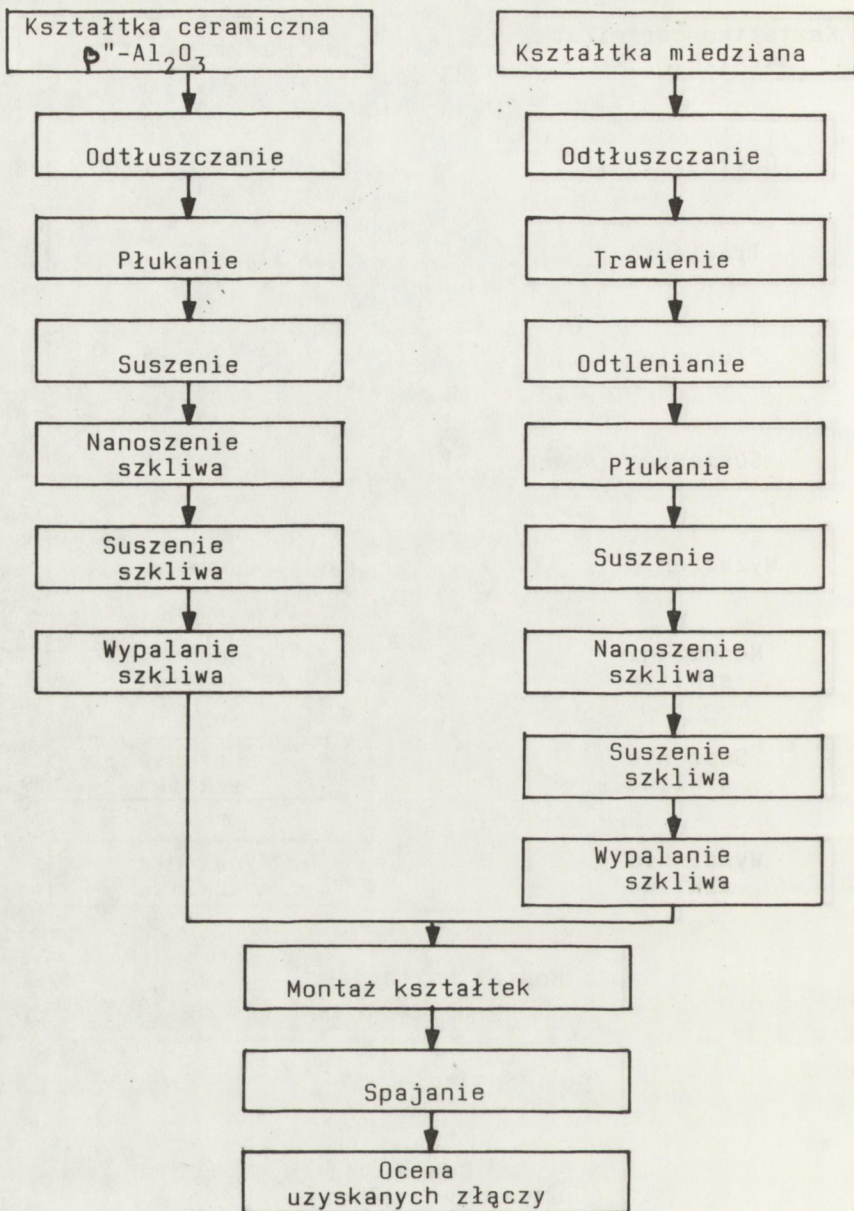 Kształtka ceramiczna
β"-Al₂O₃
Odtłuszczanie
Płukanie
Suszenie
Nanoszenie
szkliwa
Suszenie
szkliwa
Wypalanie
szkliwa
Kształtka miedziana
Odtłuszczanie
Trawienie
Odtlenianie
Płukanie
Suszenie
Nanoszenie
szkliwa
Suszenie
szkliwa
Wypalanie
szkliwa
Montaż kształtek
Spajanie
Ocena
uzyskanych złączy